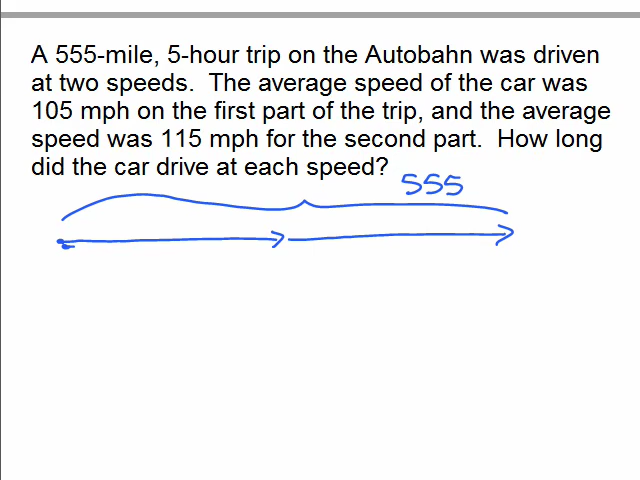 A 555-mile, 5-hour trip on the Autobahn was driven
at two speeds.  The average speed of the car was
105 mph on the first part of the trip, and the average
speed was 115 mph for the second part.  How long
did the car drive at each speed?
555